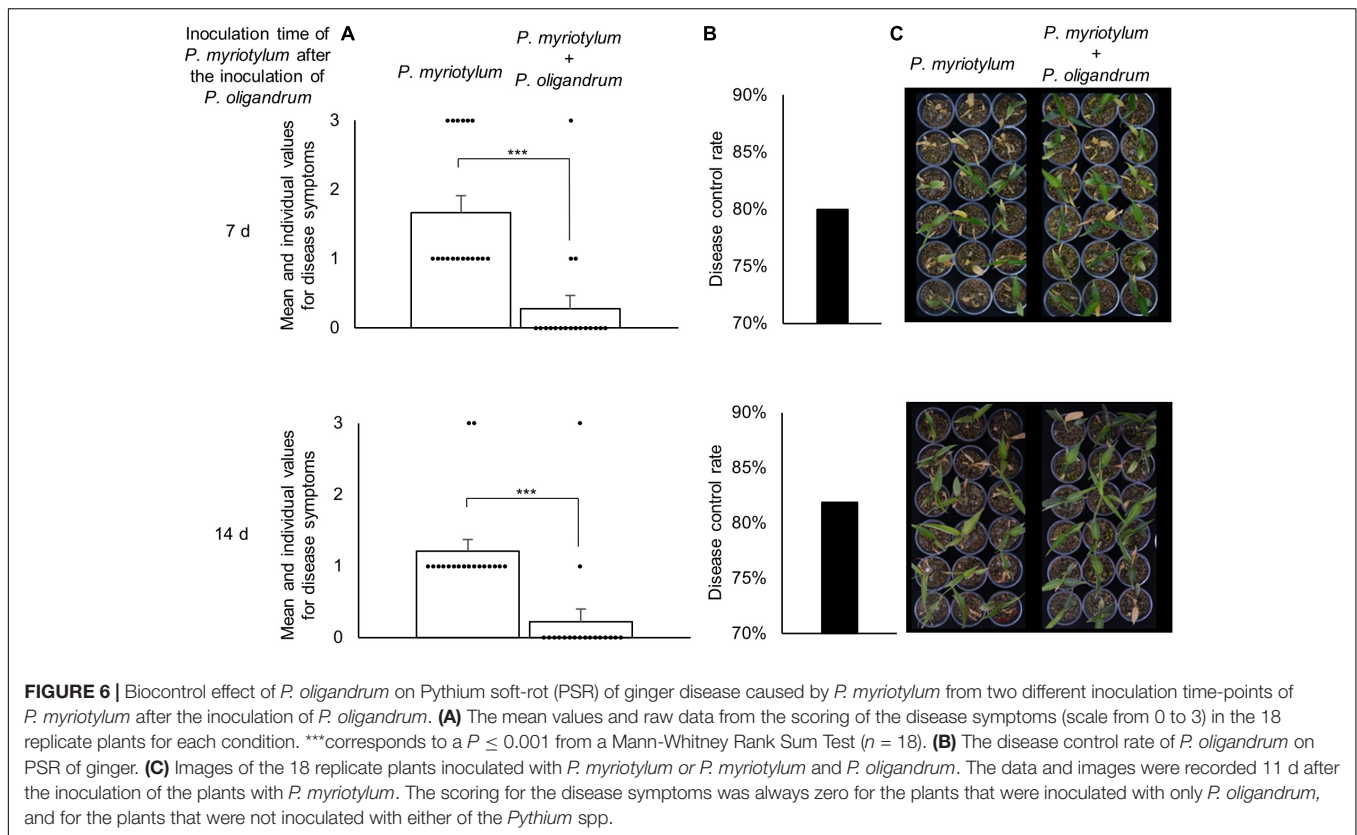 Inoculation time of
P. myriotylum after
the inoculation of
P. oligandrum
A
P. myriotylum
P. myriotylum
+
P. oligandrum
B
C
P. myriotylum
P. myriotylum
+
P. oligandrum
7 d
Mean and individual values
for disease symptoms
3
2
1
0
***
Disease control rate
90%
85%
80%
75%
70%
14 d
Mean and individual values
for disease symptoms
3
2
1
0
***
Disease control rate
90%
85%
80%
75%
70%
FIGURE 6 | Biocontrol effect of P. oligandrum on Pythium soft-rot (PSR) of ginger disease caused by P. myriotylum from two different inoculation time-points of
P. myriotylum after the inoculation of P. oligandrum. (A) The mean values and raw data from the scoring of the disease symptoms (scale from 0 to 3) in the 18
replicate plants for each condition. ***corresponds to a P ≤ 0.001 from a Mann-Whitney Rank Sum Test (n = 18). (B) The disease control rate of P. oligandrum on
PSR of ginger. (C) Images of the 18 replicate plants inoculated with P. myriotylum or P. myriotylum and P. oligandrum. The data and images were recorded 11 d after
the inoculation of the plants with P. myriotylum. The scoring for the disease symptoms was always zero for the plants that were inoculated with only P. oligandrum,
and for the plants that were not inoculated with either of the Pythium spp.